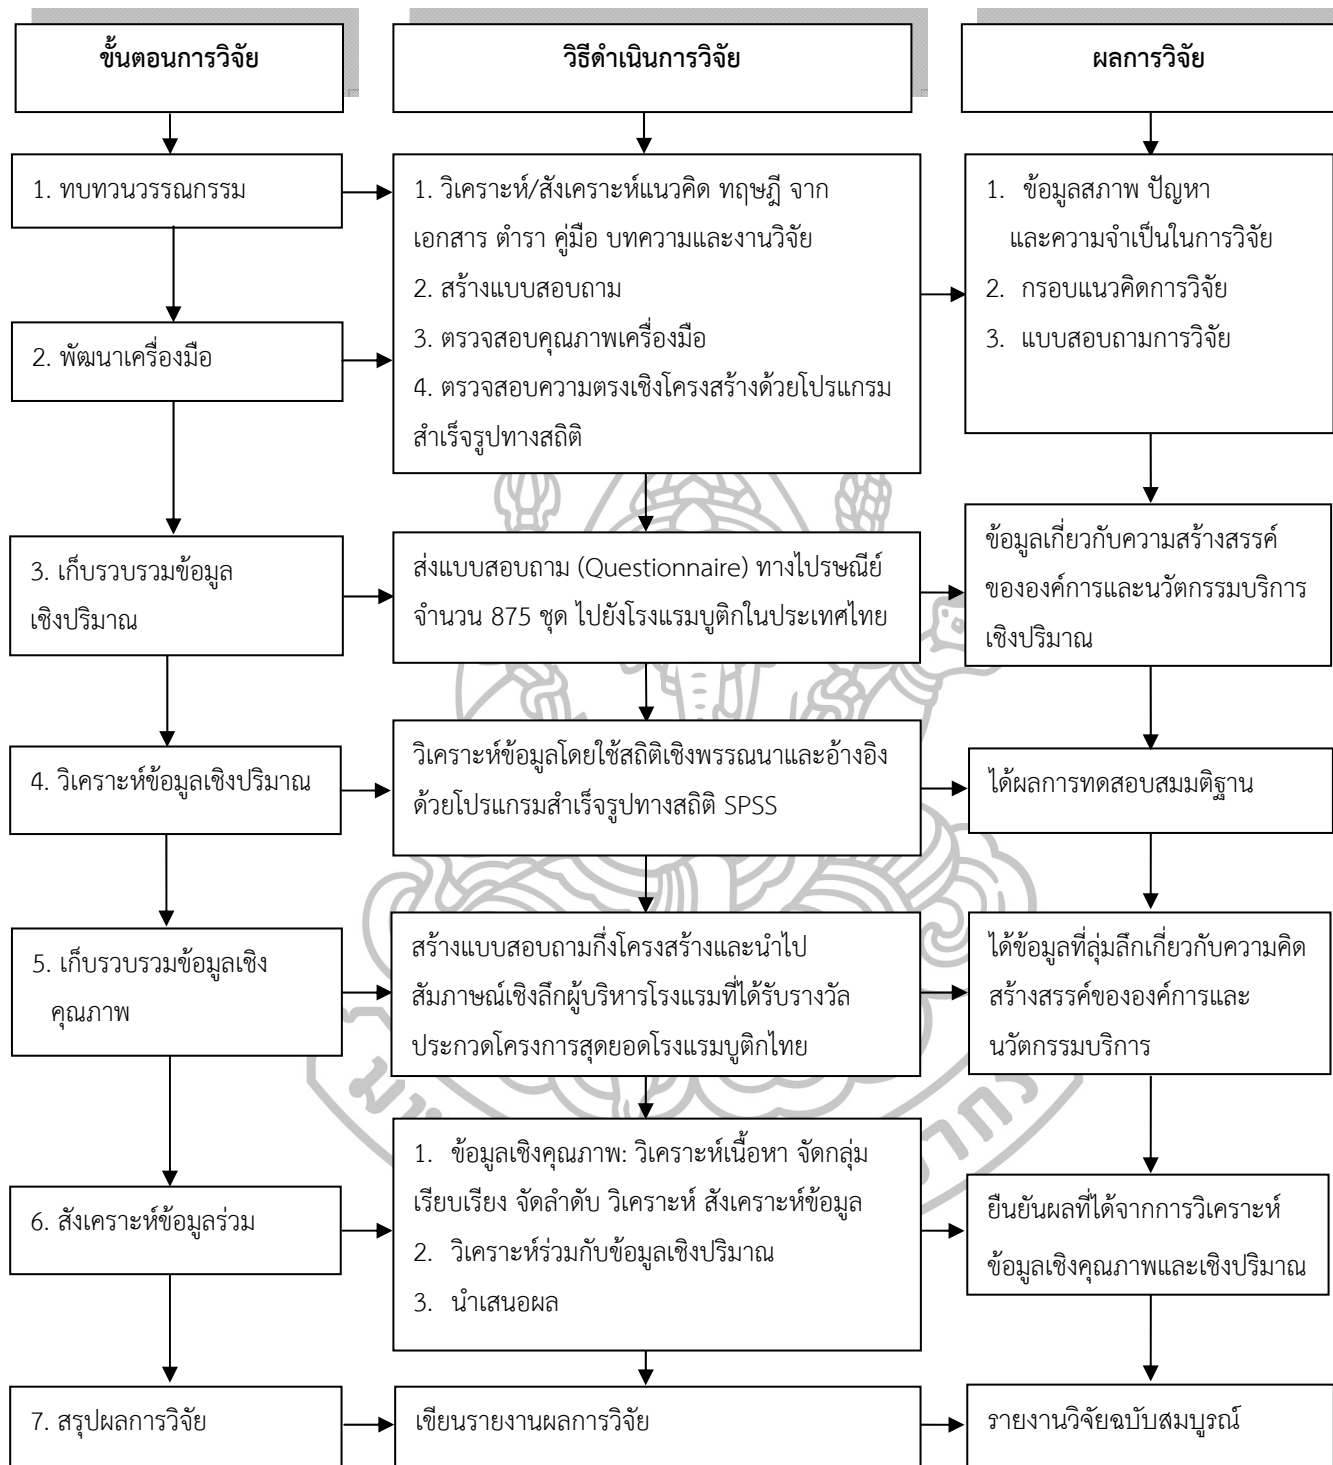 ขั้นตอนการวิจัย
วิธีดำเนินการวิจัย
ผลการวิจัย
1. ทบทวนวรรณกรรม
1. วิเคราะห์/สังเคราะห์แนวคิด ทฤษฎี จาก
เอกสาร ตำรา คู่มือ บทความและงานวิจัย
2. สร้างแบบสอบถาม
3. ตรวจสอบคุณภาพเครื่องมือ
4. ตรวจสอบความตรงเชิงโครงสร้างด้วยโปรแกรม
สำเร็จรูปทางสถิติ
1. ข้อมูลสภาพ ปัญหา
และความจำเป็นในการวิจัย
2. กรอบแนวคิดการวิจัย
3. แบบสอบถามการวิจัย
2. พัฒนาเครื่องมือ
3. เก็บรวบรวมข้อมูล
เชิงปริมาณ
ส่งแบบสอบถาม (Questionnaire) ทางไปรษณีย์
จำนวน 875 ชุด ไปยังโรงแรมบูติกในประเทศไทย
ข้อมูลเกี่ยวกับความสร้างสรรค์
ขององค์การและนวัตกรรมบริการ
เชิงปริมาณ
4. วิเคราะห์ข้อมูลเชิงปริมาณ
วิเคราะห์ข้อมูลโดยใช้สถิติเชิงพรรณนาและอ้างอิง
ด้วยโปรแกรมสำเร็จรูปทางสถิติ SPSS
ได้ผลการทดสอบสมมติฐาน
5. เก็บรวบรวมข้อมูลเชิง
คุณภาพ
สร้างแบบสอบถามกึ่งโครงสร้างและนำไป
สัมภาษณ์เชิงลึกผู้บริหารโรงแรมที่ได้รับรางวัล
ประกวดโครงการสุดยอดโรงแรมบูติกไทย
ได้ข้อมูลที่ลุ่มลึกเกี่ยวกับความคิด
สร้างสรรค์ขององค์การและ
นวัตกรรมบริการ
6. สังเคราะห์ข้อมูลร่วม
1. ข้อมูลเชิงคุณภาพ: วิเคราะห์เนื้อหา จัดกลุ่ม
เรียบเรียง จัดลำดับ วิเคราะห์ สังเคราะห์ข้อมูล
2. วิเคราะห์ร่วมกับข้อมูลเชิงปริมาณ
3. นำเสนอผล
ยืนยันผลที่ได้จากการวิเคราะห์
ข้อมูลเชิงคุณภาพและเชิงปริมาณ
7. สรุปผลการวิจัย
เขียนรายงานผลการวิจัย
รายงานวิจัยฉบับสมบูรณ์